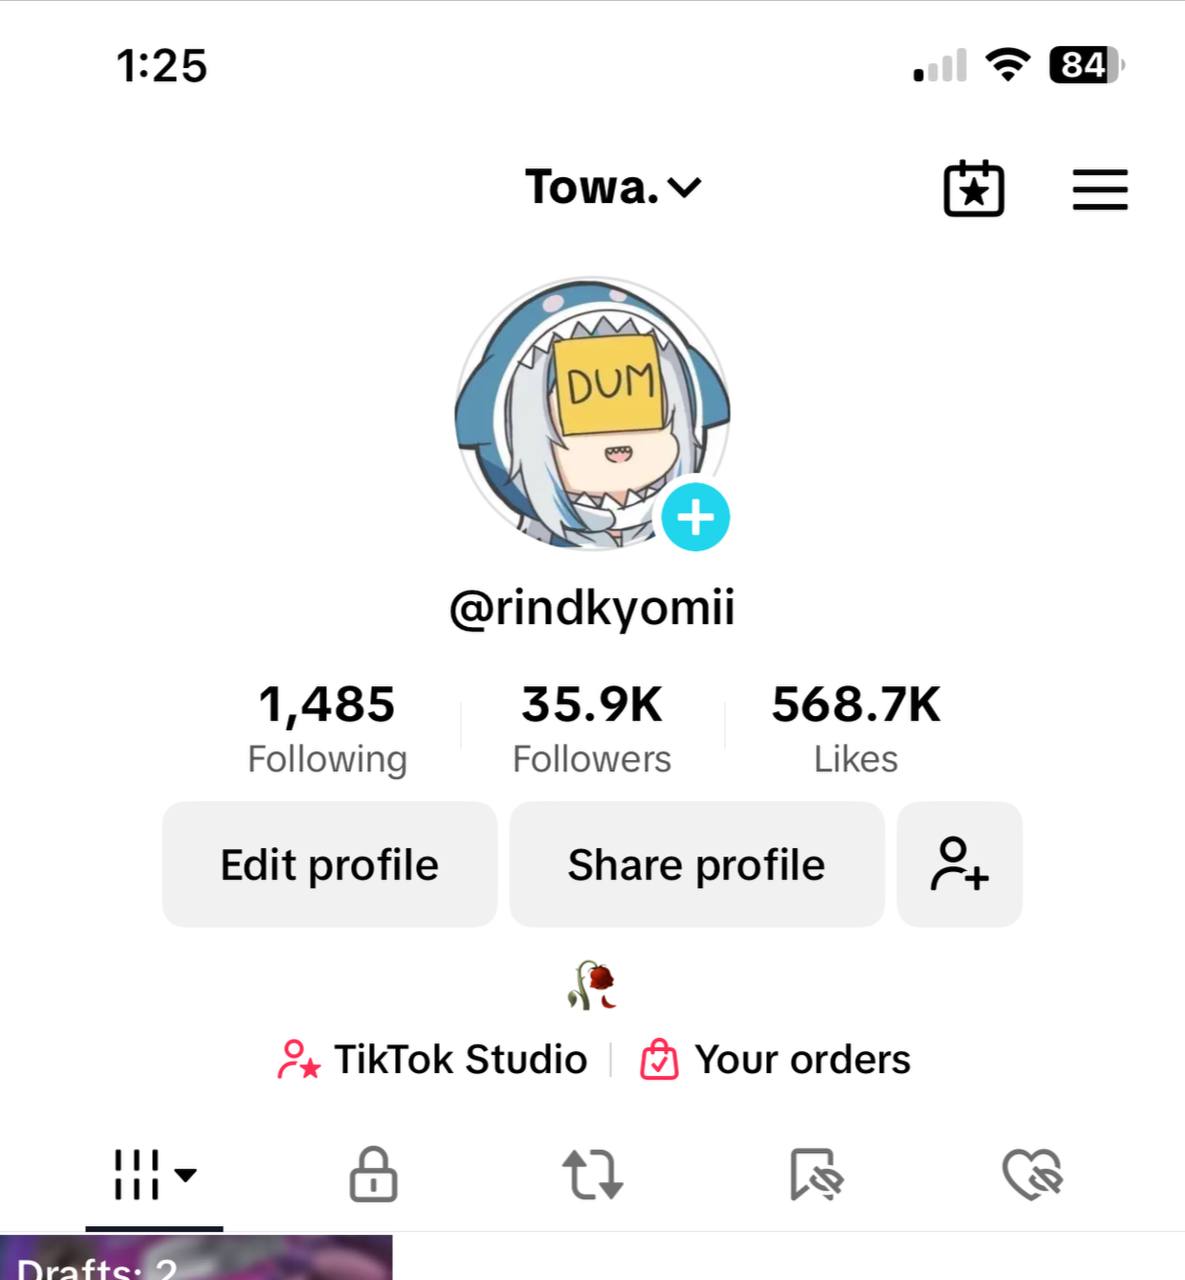 1:25
84
Towa.
DUM
@rindkyomii
1,485 35.9K 568.7K
Following Followers Likes
Edit profile Share profile
TikTok Studio Your orders
Drafts: 2